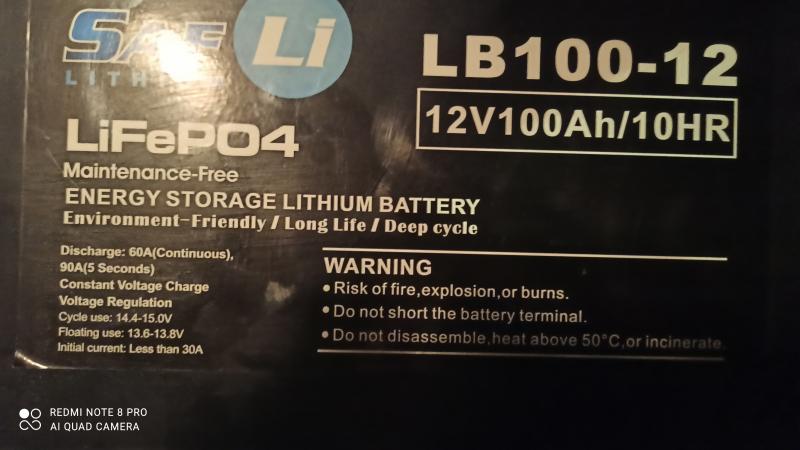 SAE
Li
LITHIUM
LB100-12
12V100Ah/10HR
LiFePO4
Maintenance-Free
ENERGY STORAGE LITHIUM BATTERY
Environment-Friendly / Long Life / Deep cycle
Discharge: 60A(Continuous),
90A(5 Seconds)
Constant Voltage Charge
Voltage Regulation
Cycle use: 14.4-15.0V
Floating use: 13.6-13.8V
Initial current: Less than 30A
WARNING
• Risk of fire,explosion,or burns.
• Do not short the battery terminal.
• Do not disassemble,heat above 50°C,or incinerate.
REDMI NOTE 8 PRO
AI QUAD CAMERA